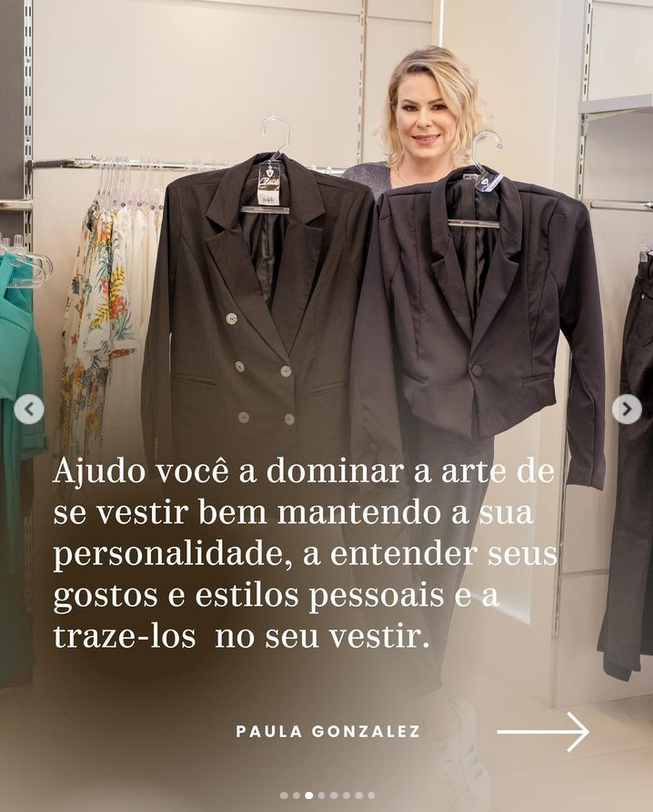 Ajudo você a dominar a arte de
se vestir bem mantendo a sua
personalidade, a entender seus
gostos e estilos pessoais e a
traze-los  no seu vestir.
PAULA GONZALEZ